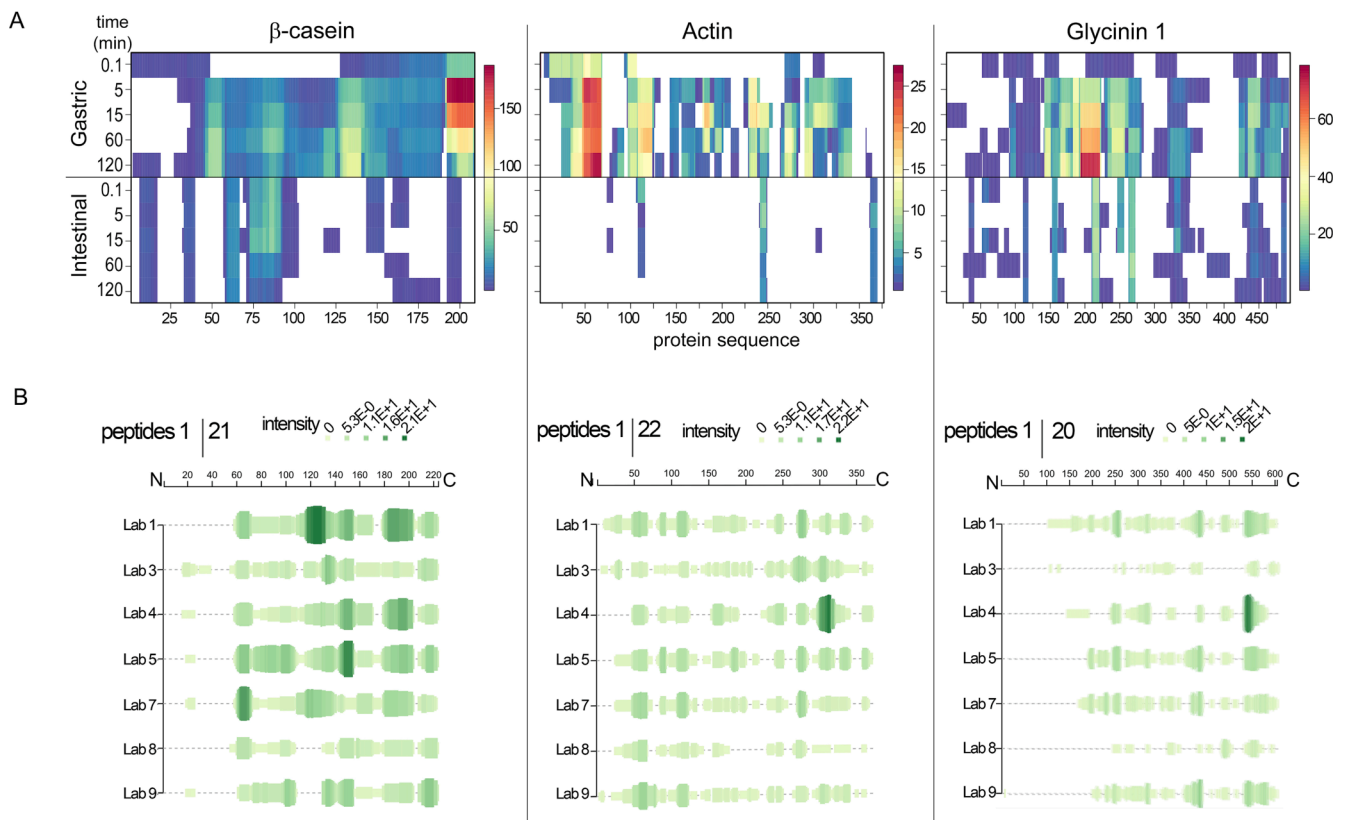 A
time
(min)
β-casein
Actin
Glycinin 1
Gastric
0.1
5
15
60
120
Intestinal
0.1
5
15
60
120
150
100
50
25
20
15
10
5
60
40
20
25 50 75 100 125 150 175 200
50 100 150 200 250 300 350
50 100 150 200 250 300 350 400 450
protein sequence
B
peptides 1 21
intensity
0 5.3E-0 1.1E+1 1.6E+1 2.1E+1
peptides 1 22
intensity
0 5.3E-0 1.1E+1 1.7E+1 2.2E+1
peptides 1 20
intensity
0 5E-0 1E+1 1.5E+1 2E+1
N 20 40 60 80 100 120 140 160 180 200 220 C
N 50 100 150 200 250 300 350 C
N 50 100 150 200 250 300 350 400 450 500 550 600 C
Lab 1 Lab 1 Lab 1
Lab 3 Lab 3 Lab 3
Lab 4 Lab 4 Lab 4
Lab 5 Lab 5 Lab 5
Lab 7 Lab 7 Lab 7
Lab 8 Lab 8 Lab 8
Lab 9 Lab 9 Lab 9